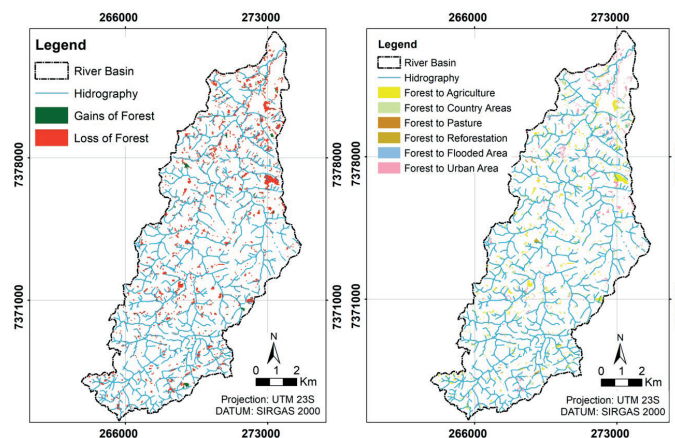 266000 273000
Legend
River Basin
Hidrography
Gains of Forest
Loss of Forest
7378000
7371000
N
0 1 2
Km
Projection: UTM 23S
DATUM: SIRGAS 2000
266000 273000
266000 273000
Legend
River Basin
Hidrography
Forest to Agriculture
Forest to Country Areas
Forest to Pasture
Forest to Reforestation
Forest to Flooded Area
Forest to Urban Area
7378000
7371000
N
0 1 2
Km
Projection: UTM 23S
DATUM: SIRGAS 2000
266000 273000